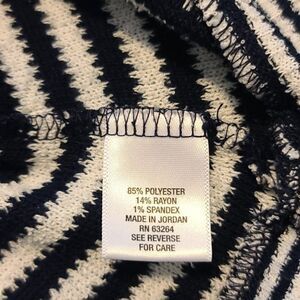 85% POLYESTER
14% RAYON
1% SPANDEX
MADE IN JORDAN
RN 63264
SEE REVERSE
FOR CARE